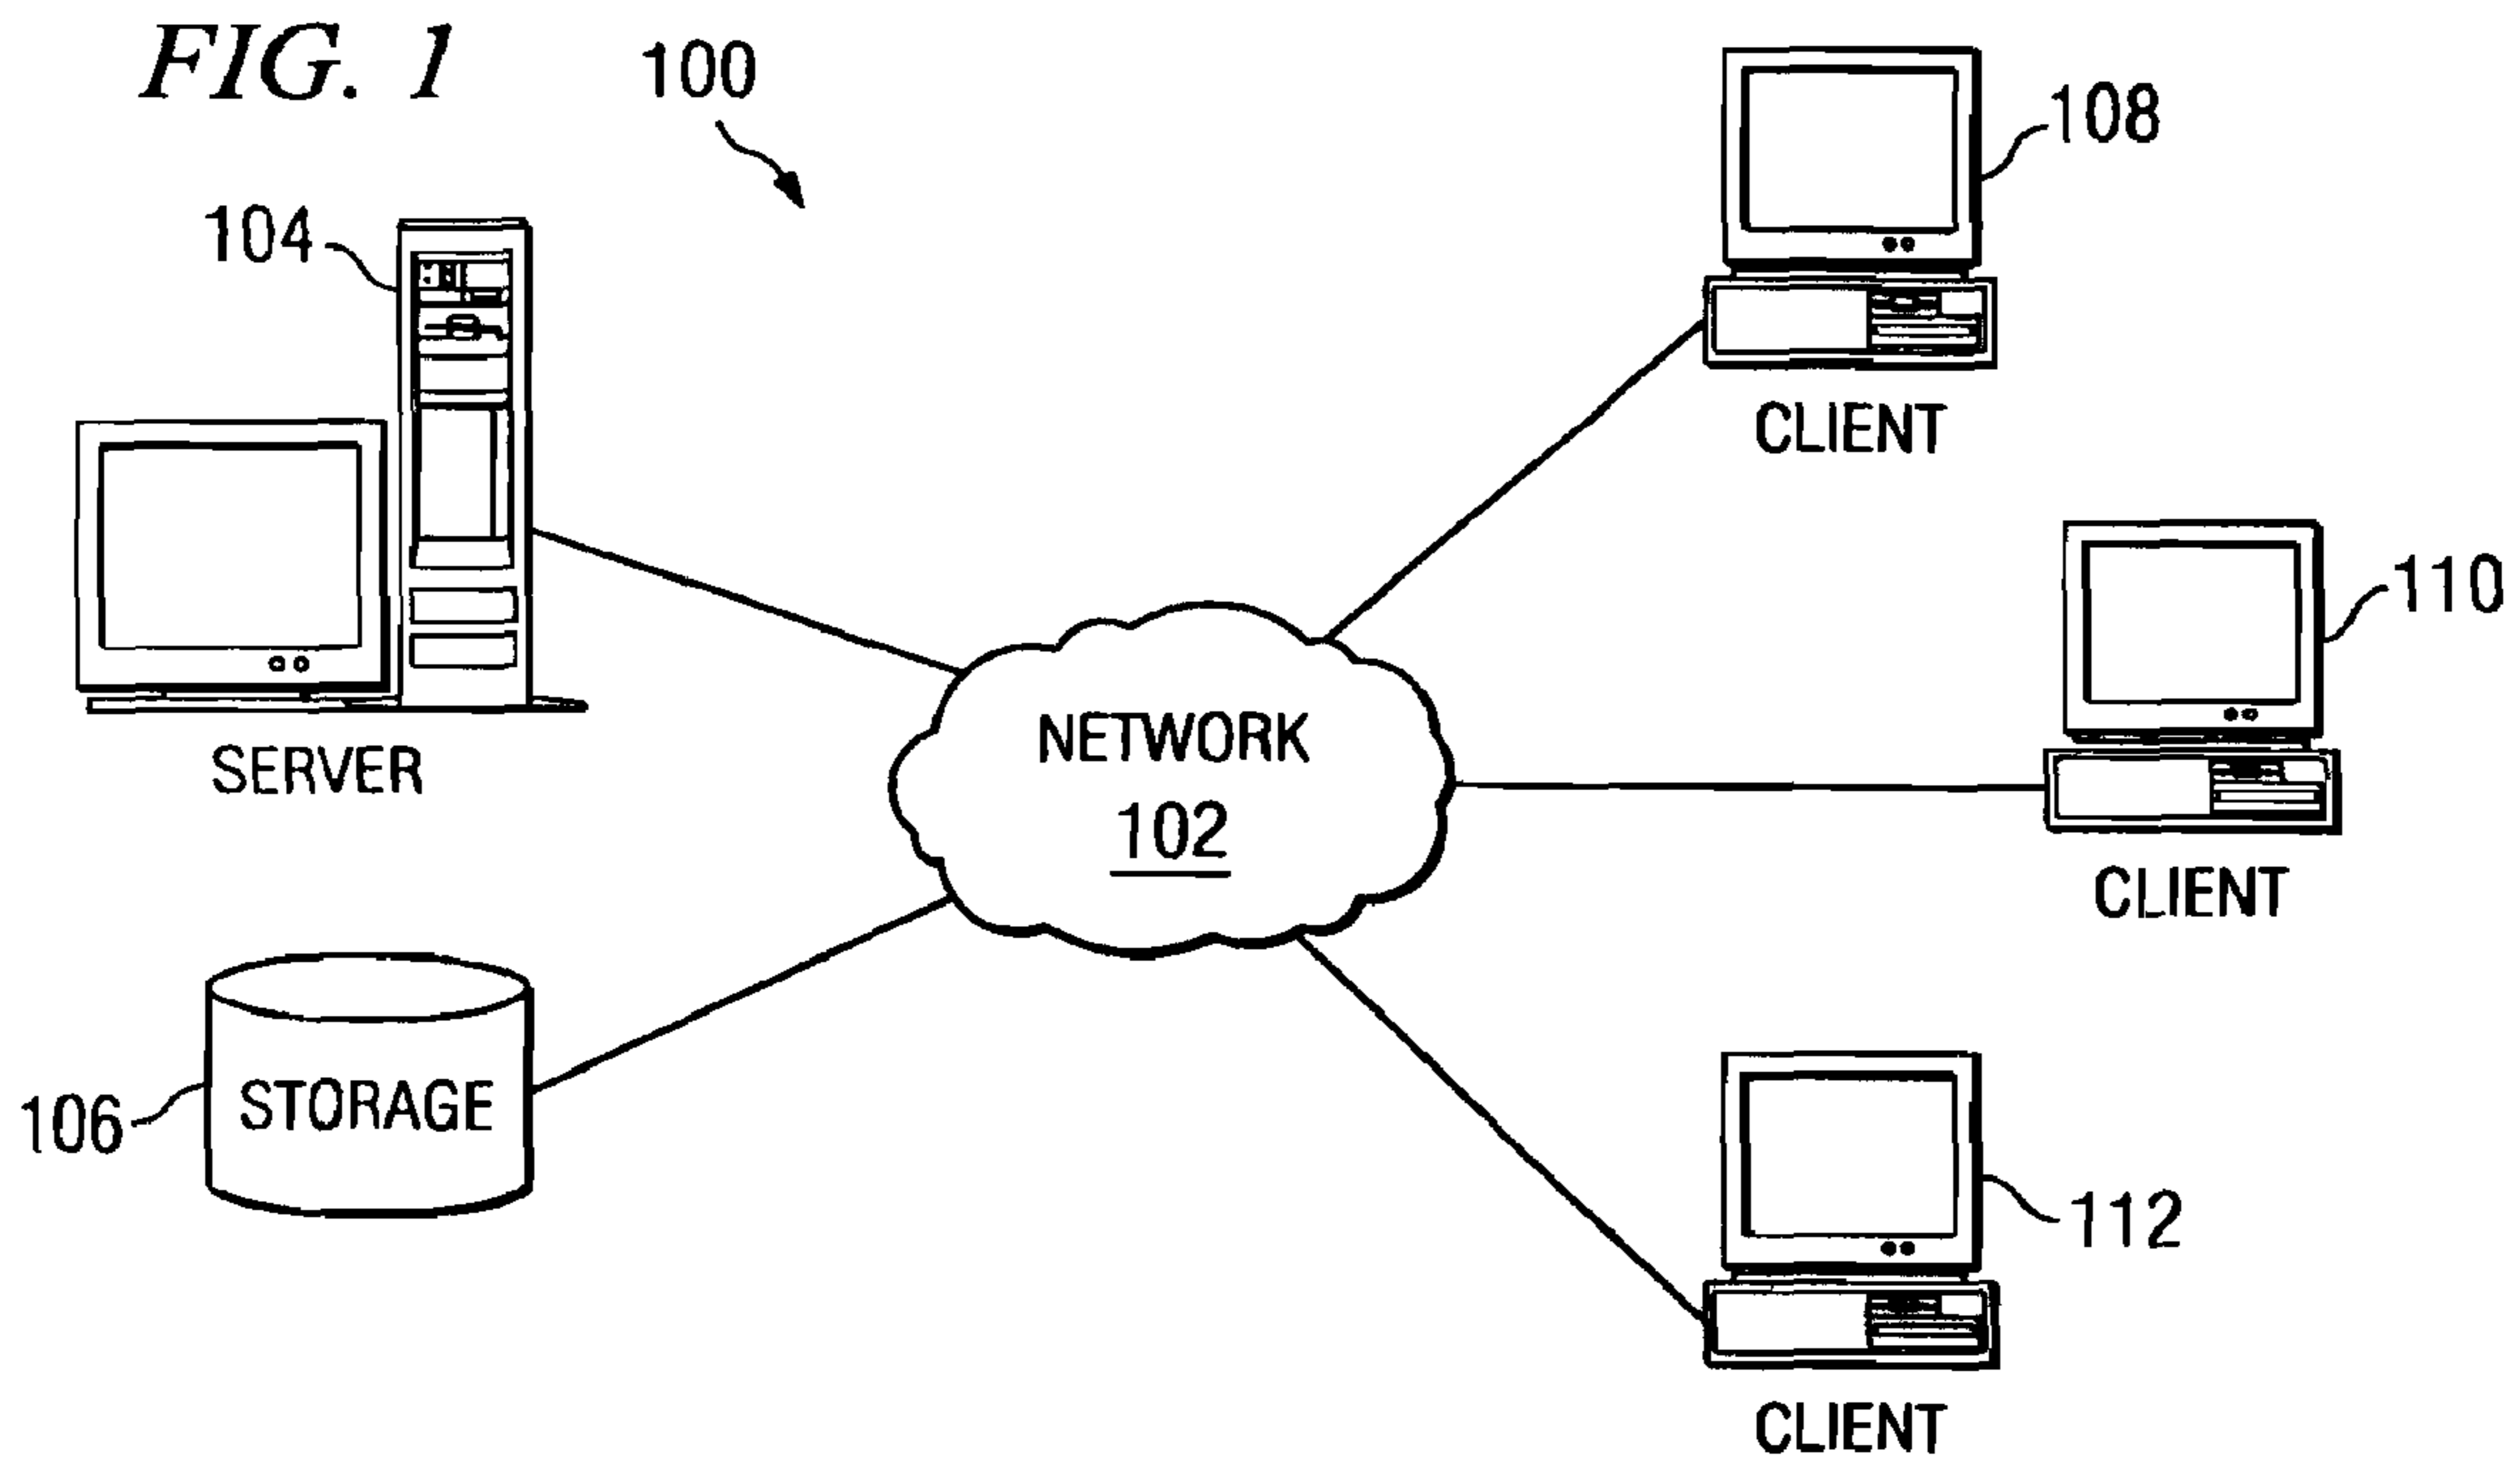 FIG. 1
100
108
104
CLIENT
110
NETWORK
102
SERVER
CLIENT
STORAGE
106
112
CLIENT